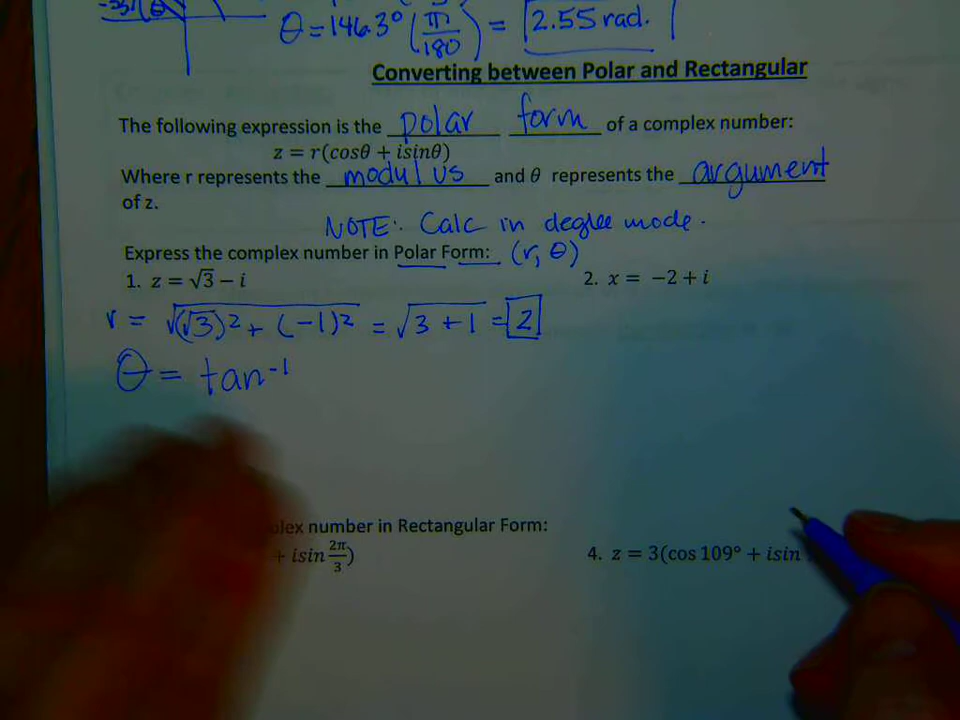 θ = 146.3° (π/180) = 2.55 rad.
Converting between Polar and Rectangular
The following expression is the polar form of a complex number:
z = r(cosθ + isinθ)
Where r represents the modulus and θ represents the argument
of z.
NOTE: Calc in degree mode.
Express the complex number in Polar Form: (r, θ)
1. z = √3 − i 2. x = −2 + i
r = √((√3)² + (−1)²) = √(3 + 1) = 2
θ = tan⁻¹
number in Rectangular Form:
+ isin 2π/3)
4. z = 3(cos 109° + isin